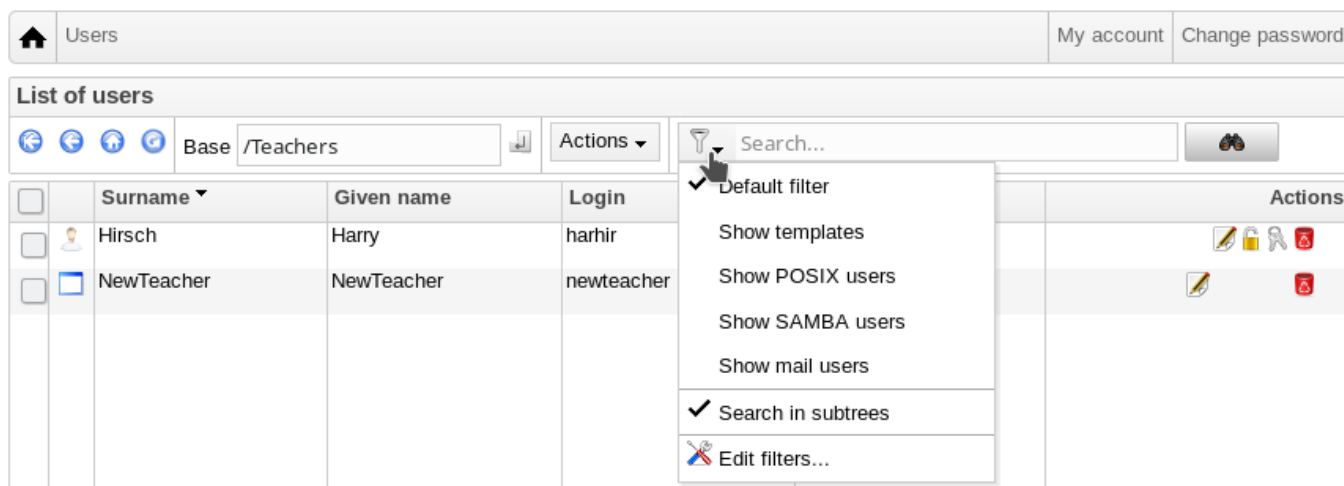 Users My account Change password
List of users
Base /Teachers Actions Search...
Surname Given name Login Actions
Default filter
Hirsch Harry harhir
Show templates
NewTeacher NewTeacher newteacher
Show POSIX users
Show SAMBA users
Show mail users
Search in subtrees
Edit filters...